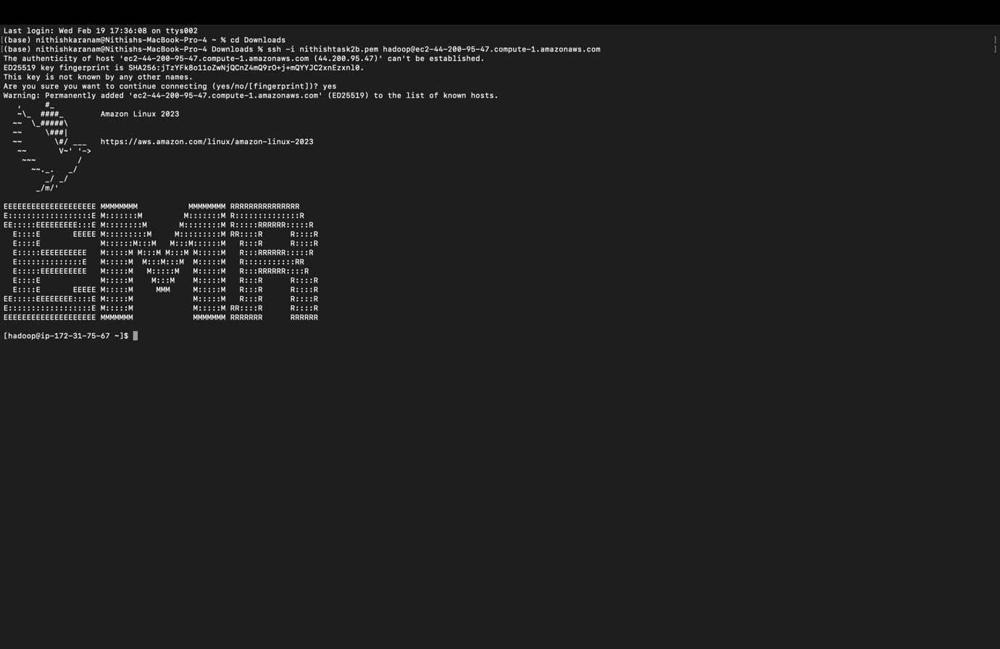 Last login: Wed Feb 19 17:36:08 on ttys002
[(base) nithishkaranam@Nithishs-MacBook-Pro-4 ~ % cd Downloads ]
[(base) nithishkaranam@Nithishs-MacBook-Pro-4 Downloads % ssh -i nithishtask2b.pem hadoop@ec2-44-200-95-47.compute-1.amazonaws.com ]
The authenticity of host 'ec2-44-200-95-47.compute-1.amazonaws.com (44.200.95.47)' can't be established.
ED25519 key fingerprint is SHA256:jTzYFk8o11oZwNjQCnZ4mQ9rO+j+mQYYJC2xnEzxnl0.
This key is not known by any other names.
Are you sure you want to continue connecting (yes/no/[fingerprint])? yes
Warning: Permanently added 'ec2-44-200-95-47.compute-1.amazonaws.com' (ED25519) to the list of known hosts.
   ,     #_
   ~\_  ####_        Amazon Linux 2023
  ~~  \_#####\
  ~~     \###|
  ~~       \#/ ___   https://aws.amazon.com/linux/amazon-linux-2023
   ~~       V~' '->
    ~~~         /
      ~~._.   _/
         _/ _/
       _/m/'
EEEEEEEEEEEEEEEEEEEE MMMMMMMM           MMMMMMMM RRRRRRRRRRRRRRR
E::::::::::::::::::E M:::::::M         M:::::::M R::::::::::::::R
EE:::::EEEEEEEEE:::E M::::::::M       M::::::::M R:::::RRRRRR:::::R
  E::::E       EEEEE M:::::::::M     M:::::::::M RR::::R      R::::R
  E::::E             M::::::M:::M   M:::M::::::M   R:::R      R::::R
  E:::::EEEEEEEEEE   M:::::M M:::M M:::M M:::::M   R:::RRRRRR:::::R
  E::::::::::::::E   M:::::M  M:::M:::M  M:::::M   R:::::::::::RR
  E:::::EEEEEEEEEE   M:::::M   M:::::M   M:::::M   R:::RRRRRR::::R
  E::::E             M:::::M    M:::M    M:::::M   R:::R      R::::R
  E::::E       EEEEE M:::::M     MMM     M:::::M   R:::R      R::::R
EE:::::EEEEEEEE::::E M:::::M             M:::::M   R:::R      R::::R
E::::::::::::::::::E M:::::M             M:::::M RR::::R      R::::R
EEEEEEEEEEEEEEEEEEEE MMMMMMM             MMMMMMM RRRRRRR      RRRRRR
[hadoop@ip-172-31-75-67 ~]$